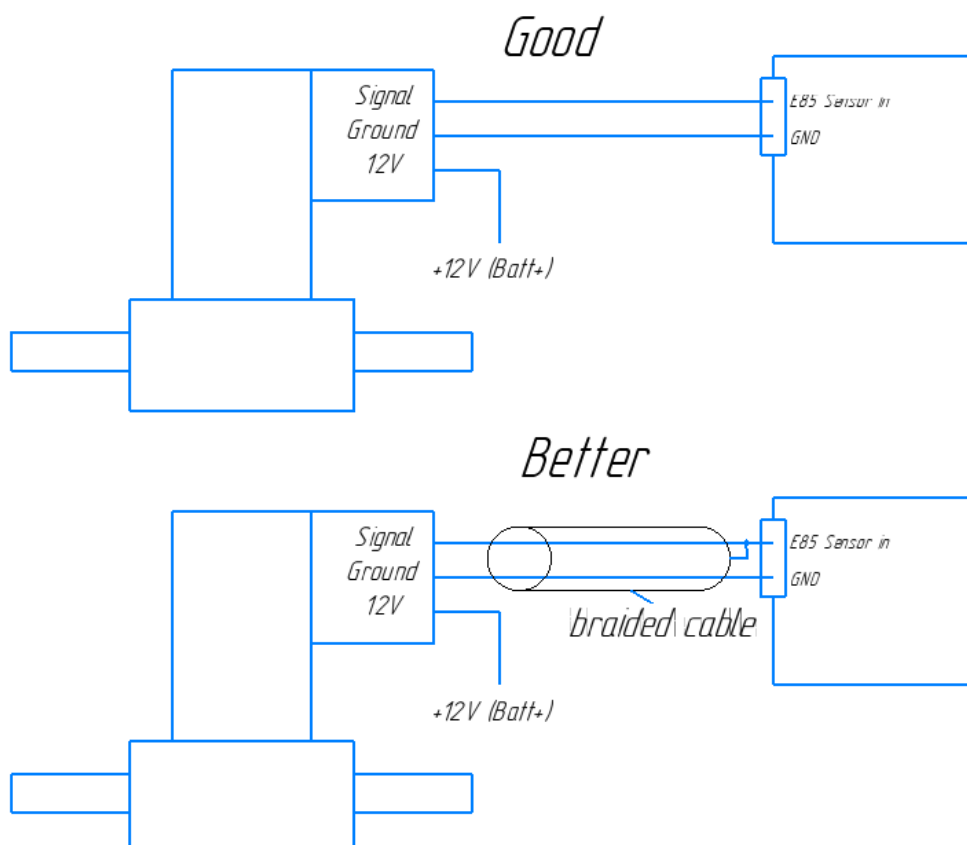 Good
Signal
Ground
12V
E85 Sensor in
GND
+12V (Batt+)
Better
Signal
Ground
12V
E85 Sensor in
GND
braided cable
+12V (Batt+)